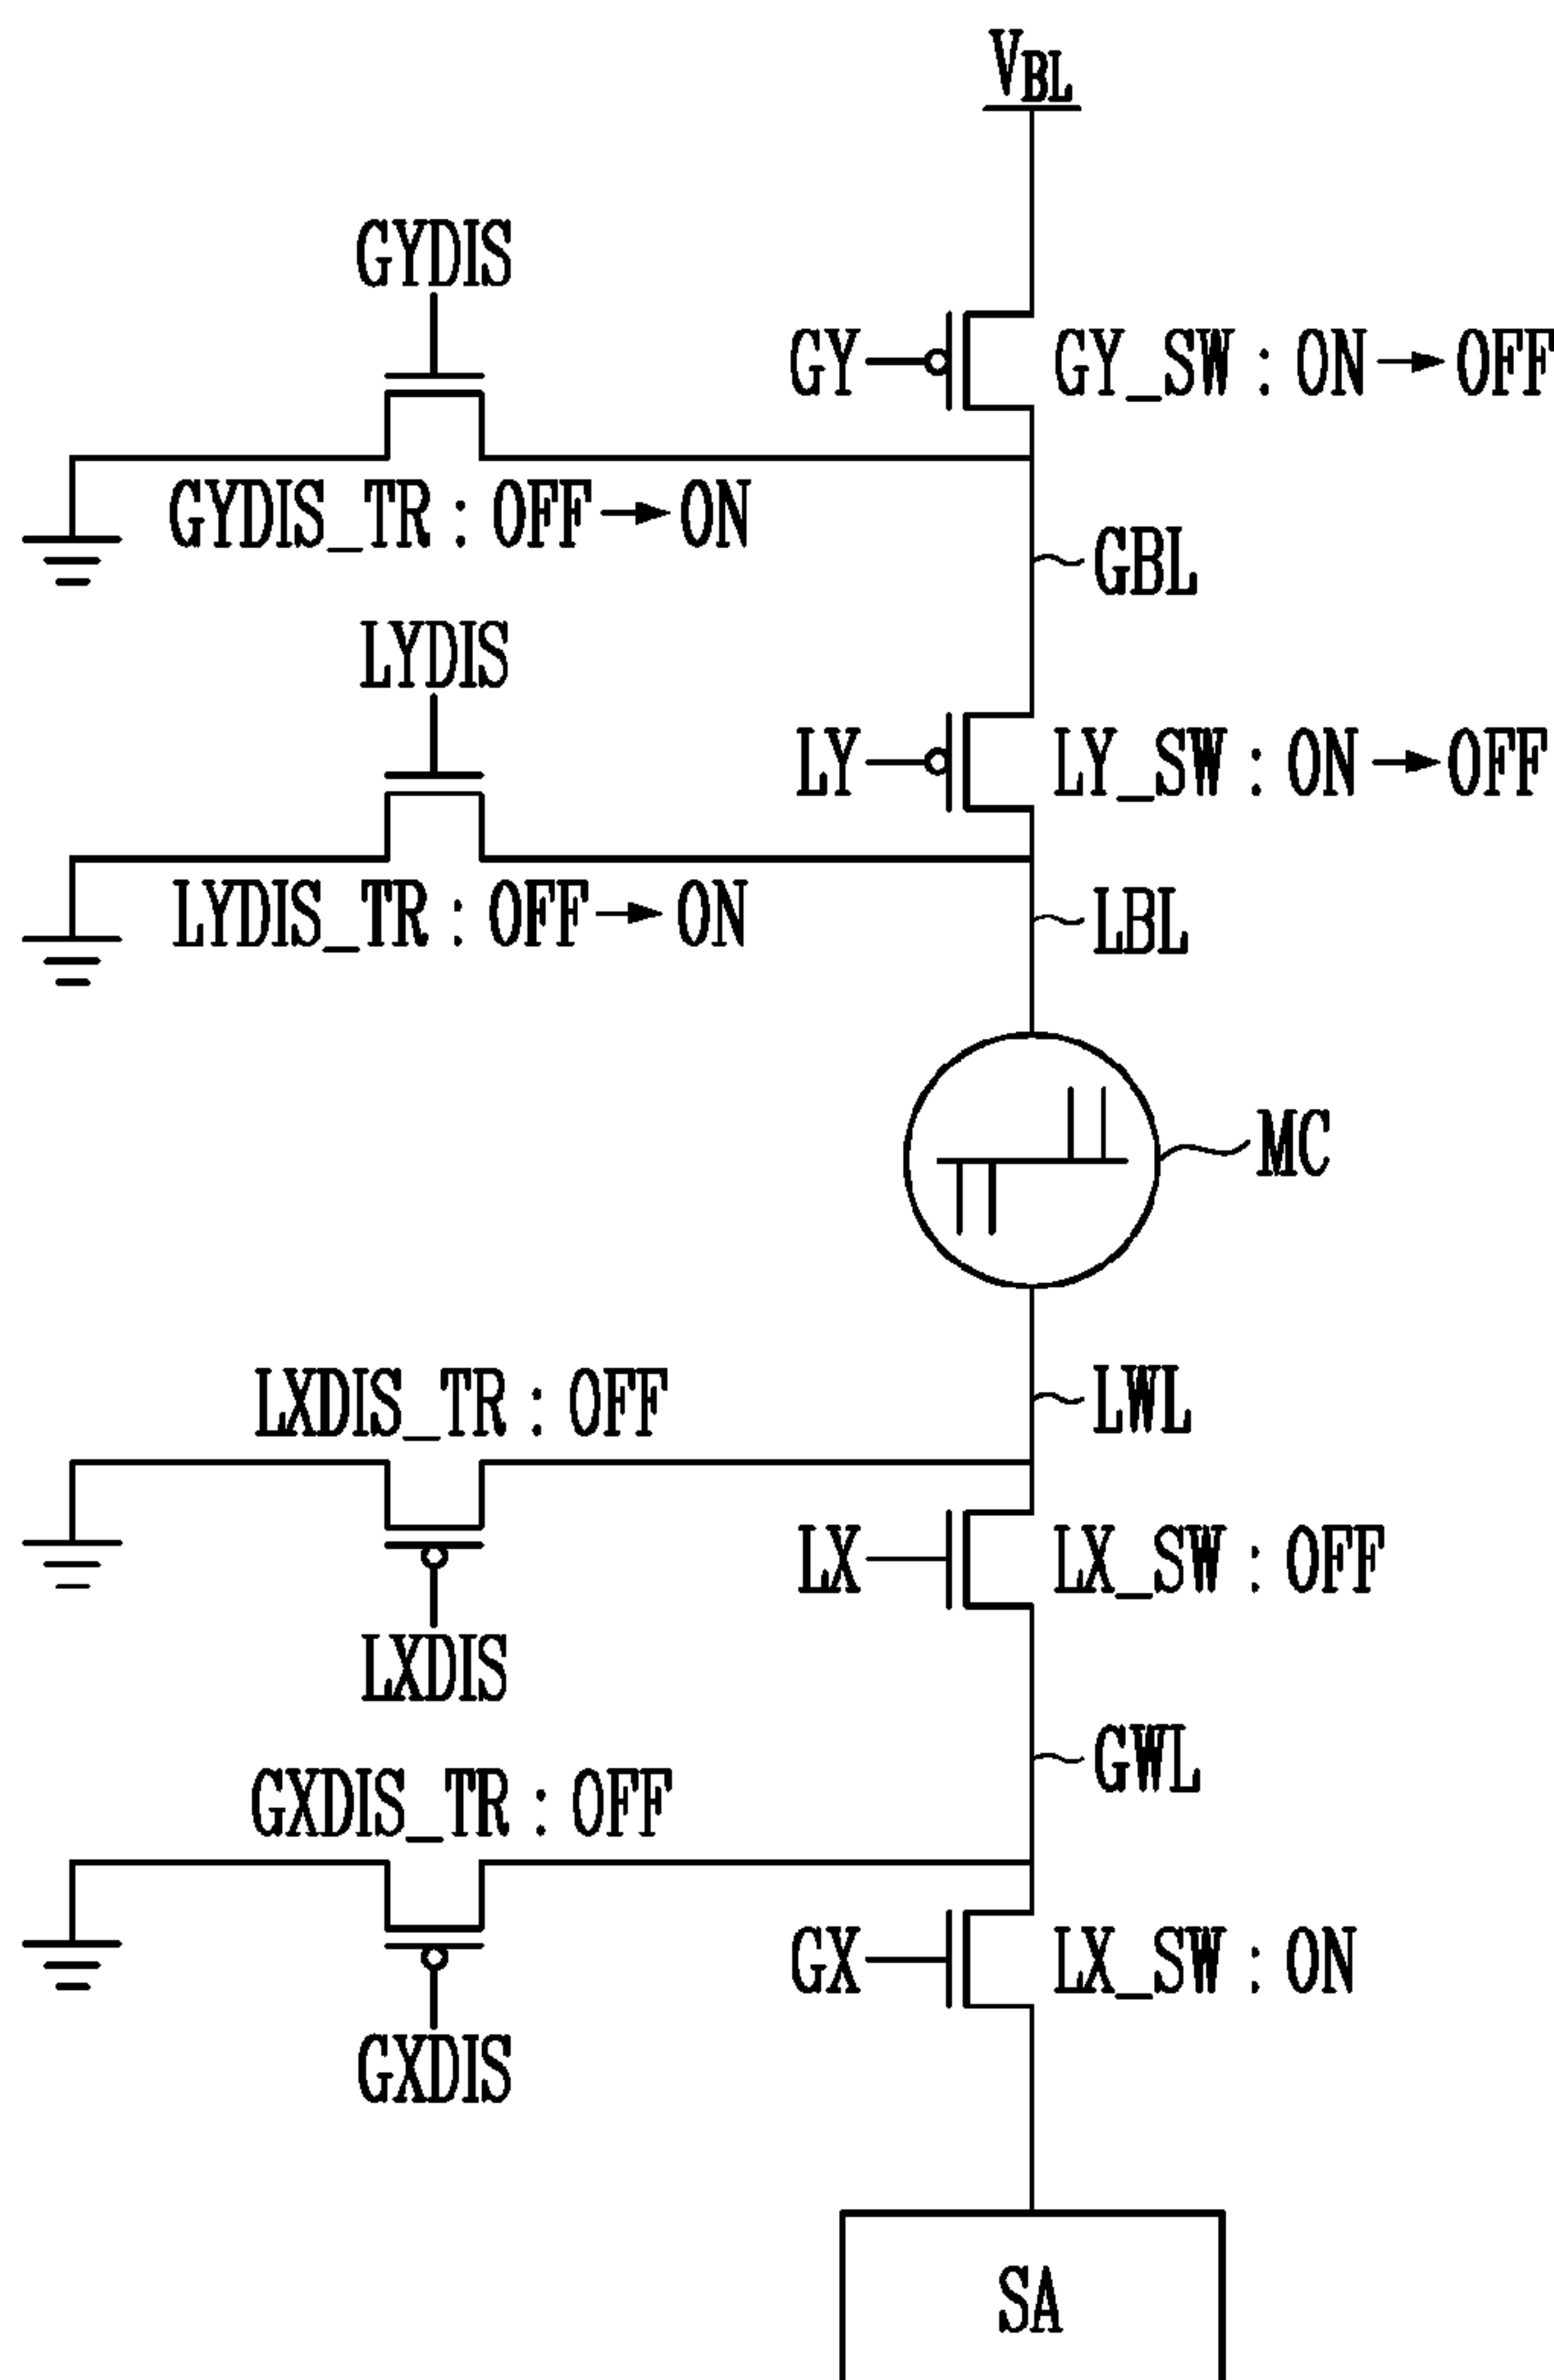 VBL
GYDIS
GY
GY_SW : ON → OFF
GYDIS_TR : OFF → ON
GBL
LYDIS
LY
LY_SW : ON → OFF
LYDIS_TR : OFF → ON
LBL
MC
LXDIS_TR : OFF
LWL
LX
LX_SW : OFF
LXDIS
GWL
GXDIS_TR : OFF
GX
LX_SW : ON
GXDIS
SA